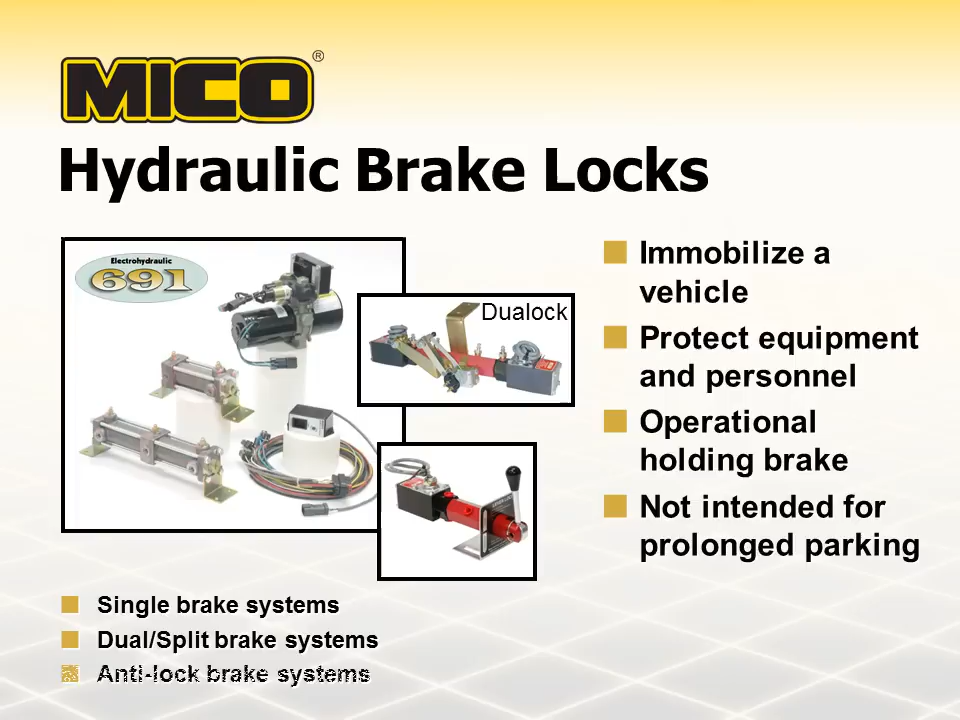 MICO®
Hydraulic Brake Locks
Electrohydraulic
691
Dualock
Immobilize a
vehicle
Protect equipment
and personnel
Operational
holding brake
Not intended for
prolonged parking
Single brake systems
Dual/Split brake systems
Anti-lock brake systems